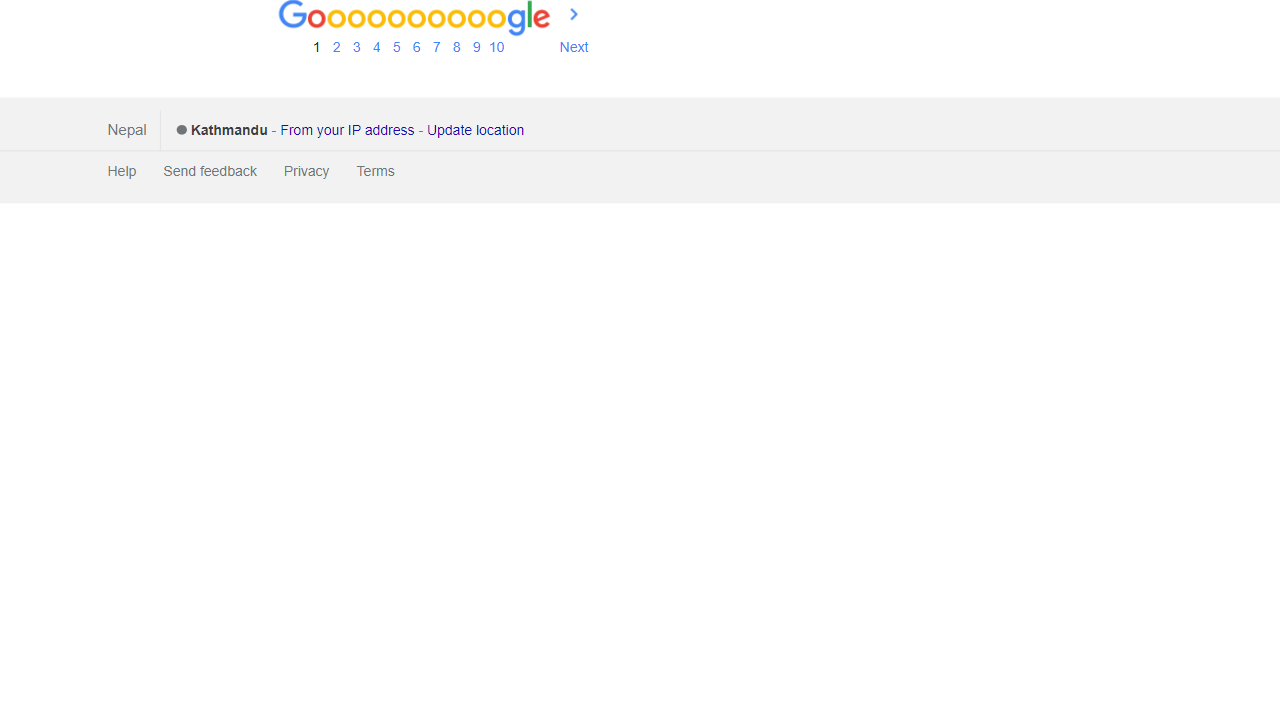 Goooooooooogle >
1 2 3 4 5 6 7 8 9 10 Next
Nepal Kathmandu - From your IP address - Update location
Help Send feedback Privacy Terms